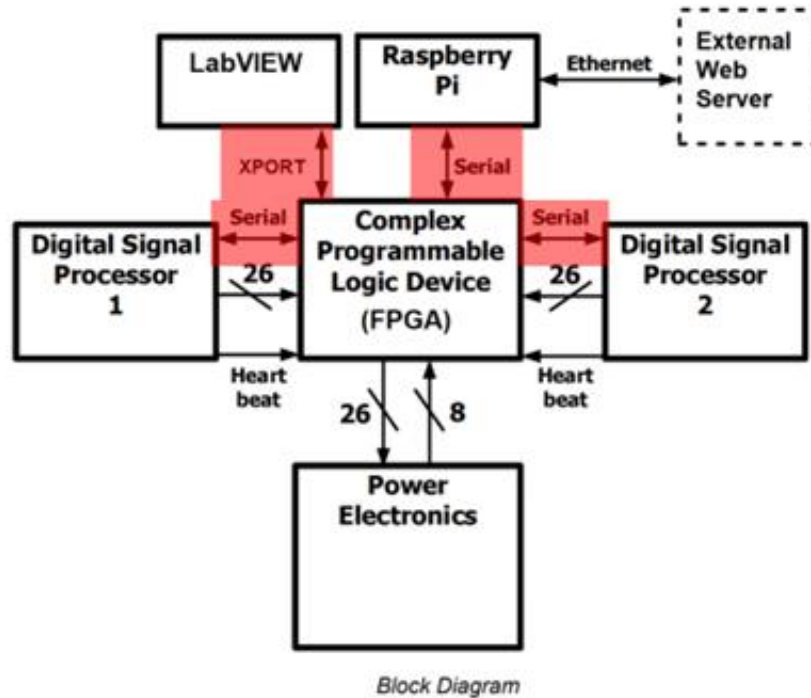 LabVIEW
Raspberry
Pi
Ethernet
External
Web
Server
XPORT
Serial
Serial
Serial
Digital Signal
Processor
1
26
Heart
beat
Complex
Programmable
Logic Device
(FPGA)
Digital Signal
Processor
2
26
Heart
beat
26
8
Power
Electronics
Block Diagram